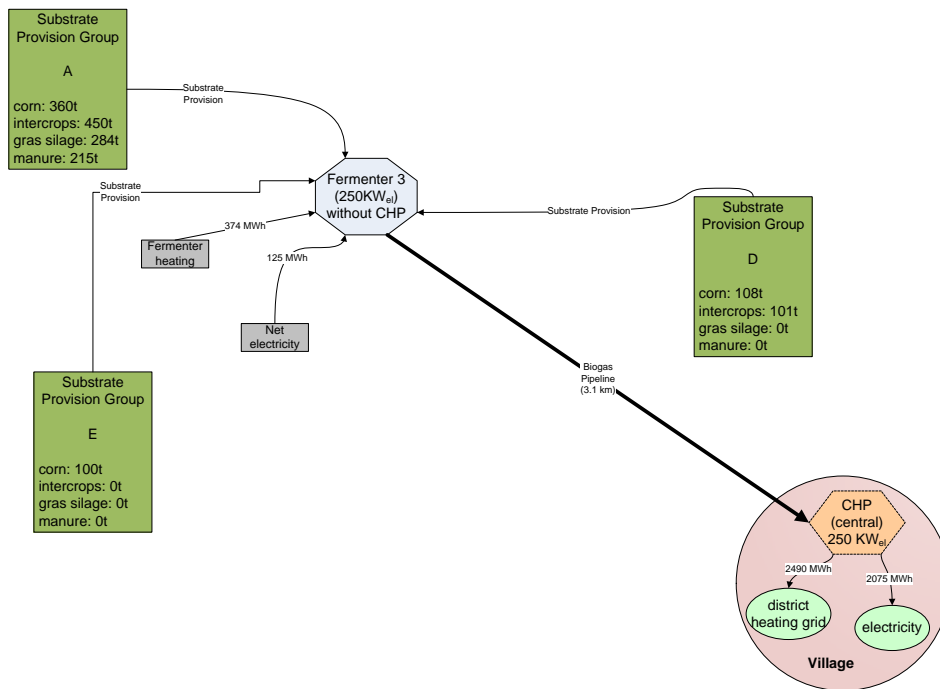 Substrate
Provision Group
A
corn: 360t
intercrops: 450t
gras silage: 284t
manure: 215t
Substrate
Provision
Substrate
Provision
Fermenter 3
(250KWel)
without CHP
374 MWh
Fermenter
heating
125 MWh
Net
electricity
Substrate Provision
Substrate
Provision Group
D
corn: 108t
intercrops: 101t
gras silage: 0t
manure: 0t
Biogas
Pipeline
(3.1 km)
Substrate
Provision Group
E
corn: 100t
intercrops: 0t
gras silage: 0t
manure: 0t
CHP
(central)
250 KWel
2490 MWh
2075 MWh
district
heating grid
electricity
Village